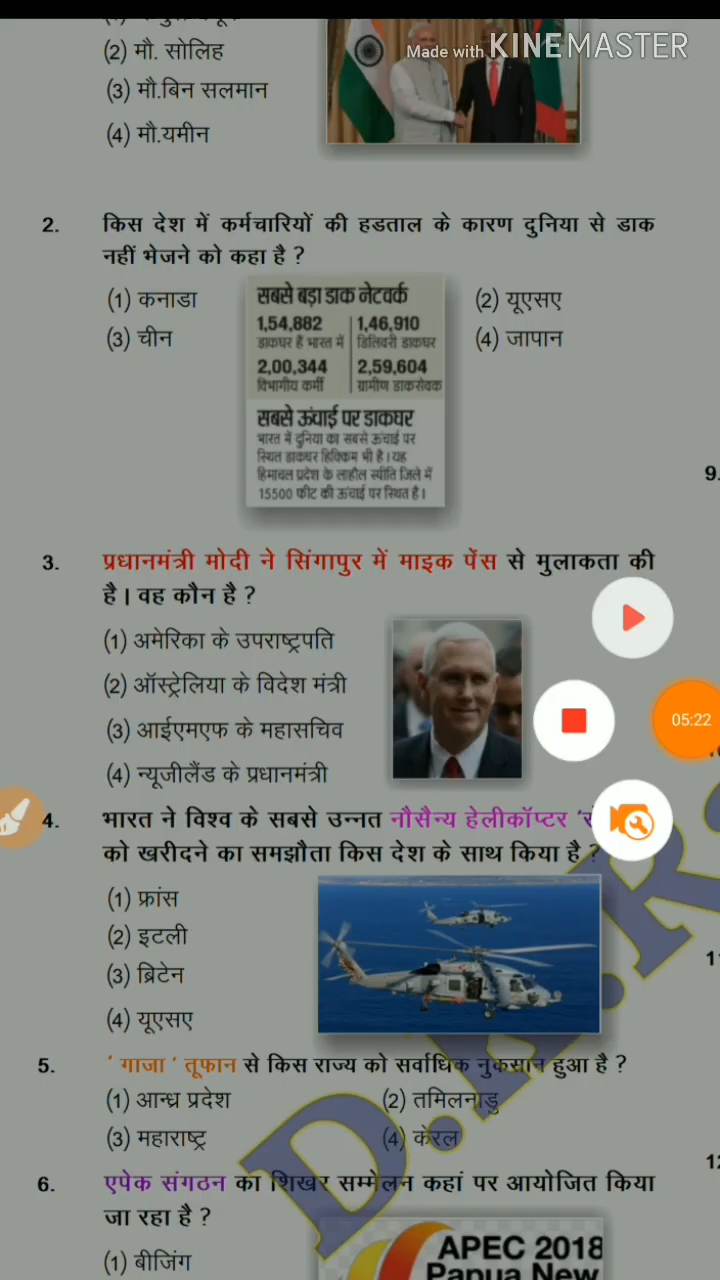 (2) मौ. सोलिह
Made with KINEMASTER
(3) मौ.बिन सलमान
(4) मौ.यमीन
2. किस देश में कर्मचारियों की हडताल के कारण दुनिया से डाक
नहीं भेजने को कहा है ?
(1) कनाडा
(2) यूएसए
(3) चीन
(4) जापान
सबसे बड़ा डाक नेटवर्क
1,54,882 1,46,910
डाकघर हैं भारत में डिलिवरी डाकघर
2,00,344 2,59,604
विभागीय कर्मी ग्रामीण डाकसेवक
सबसे ऊंचाई पर डाकघर
भारत में दुनिया का सबसे ऊंचाई पर
स्थित डाकघर हिक्किम भी है। यह
हिमाचल प्रदेश के लाहौल स्पीति जिले में
15500 फीट की ऊंचाई पर स्थित है।
9.
3. प्रधानमंत्री मोदी ने सिंगापुर में माइक पेंस से मुलाकता की
है। वह कौन है ?
(1) अमेरिका के उपराष्ट्रपति
(2) ऑस्ट्रेलिया के विदेश मंत्री
(3) आईएमएफ के महासचिव
(4) न्यूजीलैंड के प्रधानमंत्री
05:22
4. भारत ने विश्व के सबसे उन्नत नौसैन्य हेलीकॉप्टर
को खरीदने का समझौता किस देश के साथ किया है ?
(1) फ्रांस
(2) इटली
(3) ब्रिटेन
(4) यूएसए
5. ' गाजा ' तूफान से किस राज्य को सर्वाधिक नुकसान हुआ है ?
(1) आन्ध्र प्रदेश
(2) तमिलनाडु
(3) महाराष्ट्र
(4) केरल
6. एपेक संगठन का शिखर सम्मेलन कहां पर आयोजित किया
जा रहा है ?
(1) बीजिंग
APEC 2018
Papua New